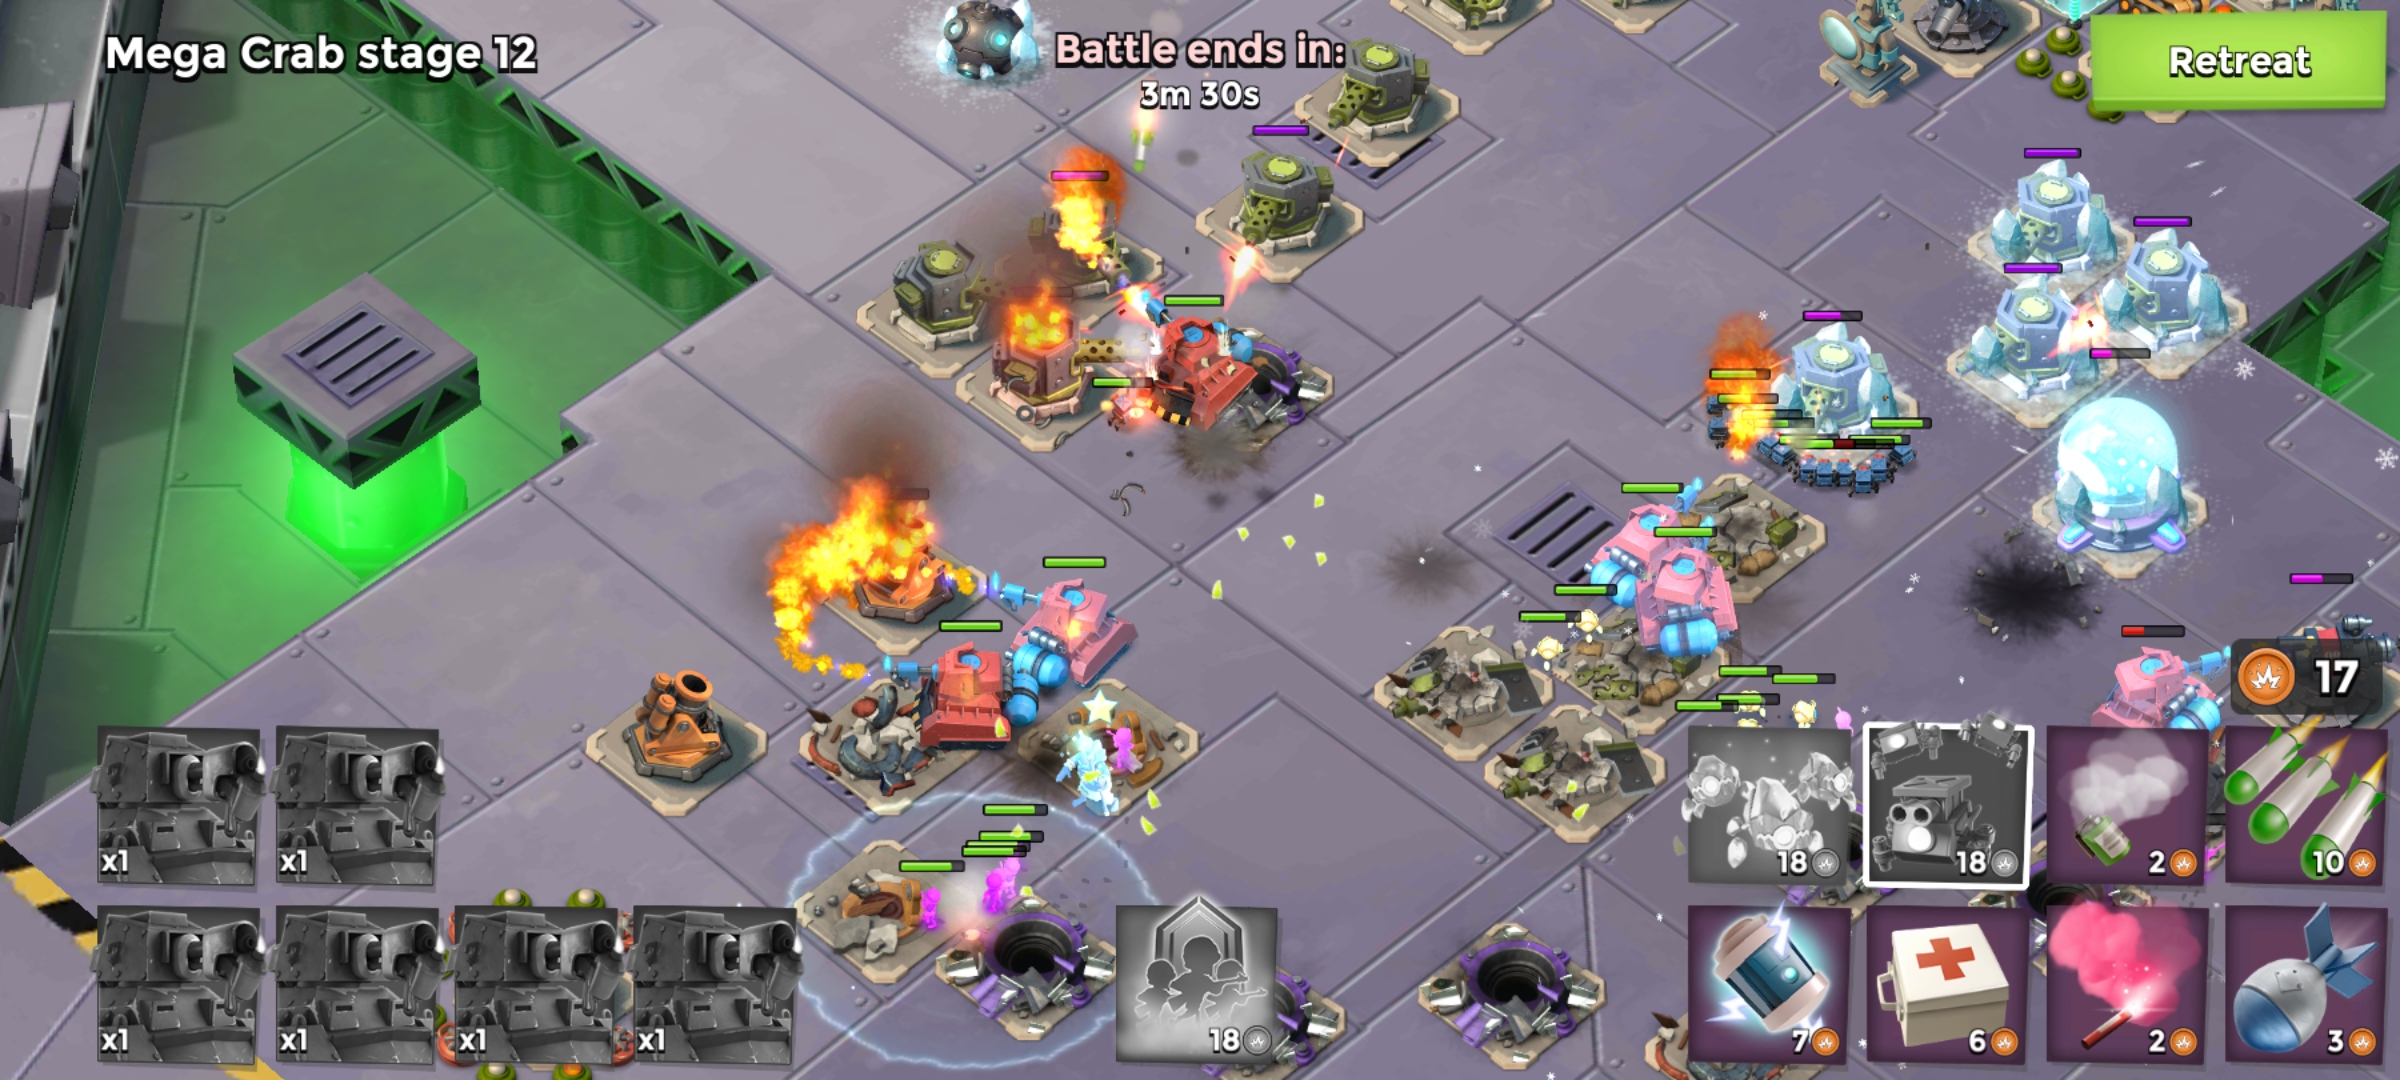 Mega Crab stage 12
Battle ends in:
3m 30s
Retreat
17
x1
x1
18
18
2
10
x1
x1
x1
x1
18
7
6
2
3